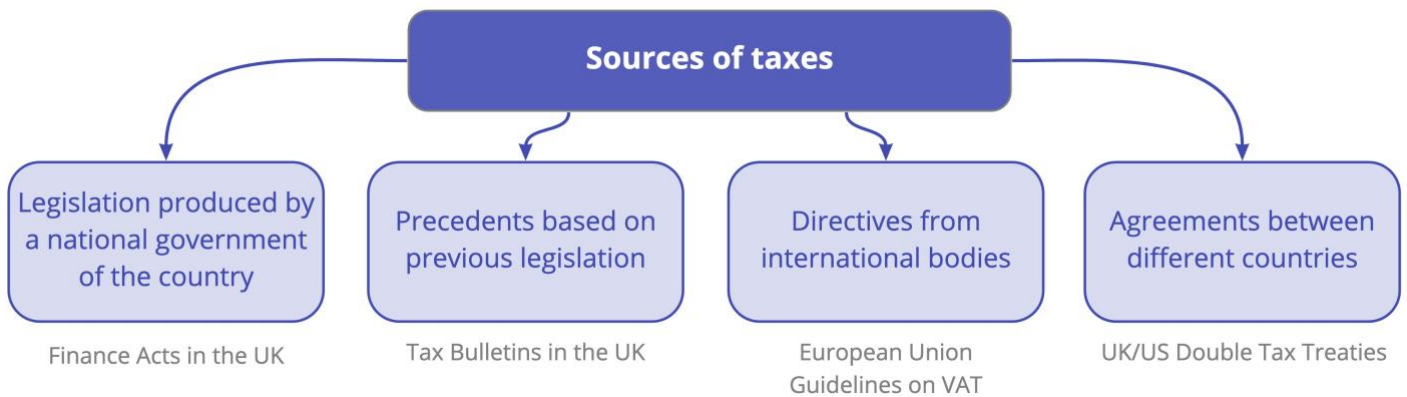 Sources of taxes
Legislation produced by
a national government
of the country
Precedents based on
previous legislation
Directives from
international bodies
Agreements between
different countries
Finance Acts in the UK
Tax Bulletins in the UK
European Union
Guidelines on VAT
UK/US Double Tax Treaties